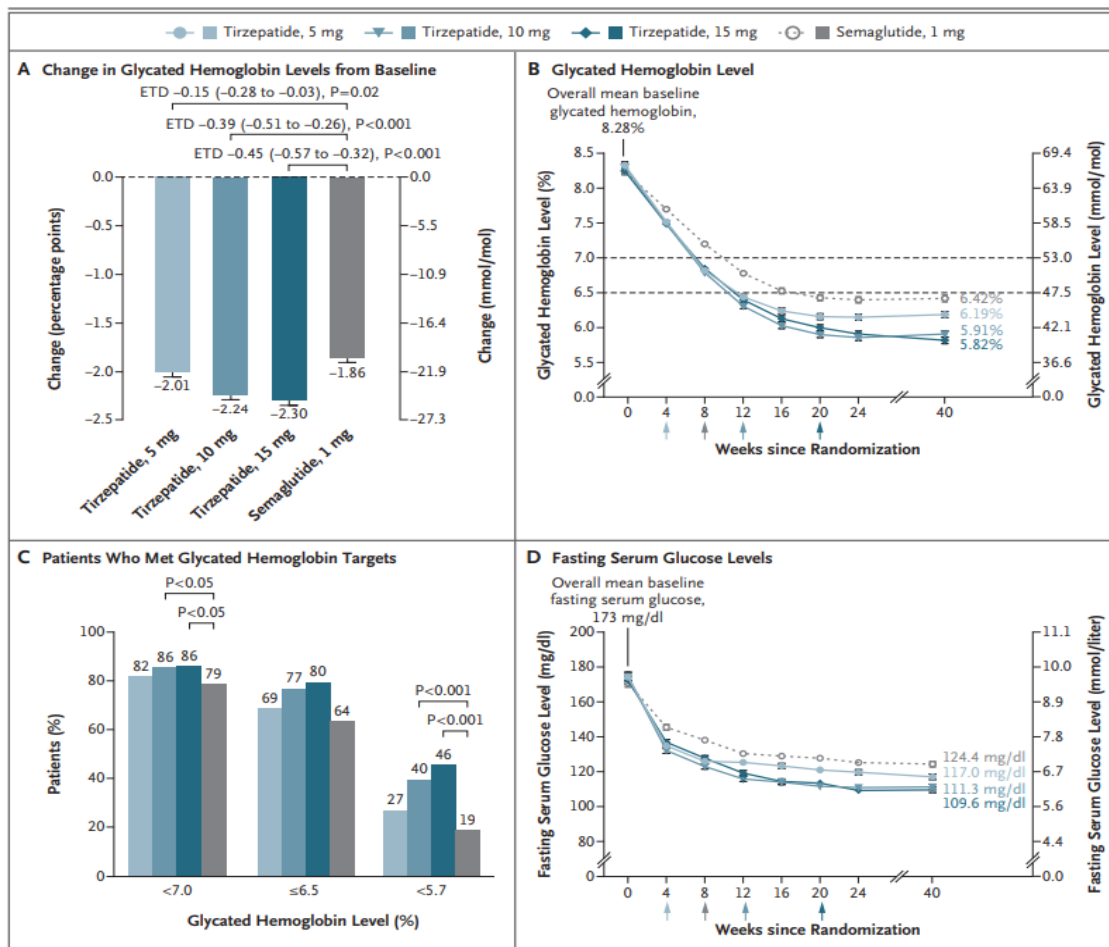 Tirzepatide, 5 mg Tirzepatide, 10 mg Tirzepatide, 15 mg Semaglutide, 1 mg
A Change in Glycated Hemoglobin Levels from Baseline
ETD −0.15 (−0.28 to −0.03), P=0.02
ETD −0.39 (−0.51 to −0.26), P<0.001
ETD −0.45 (−0.57 to −0.32), P<0.001
Change (percentage points)
0.0
−0.5
−1.0
−1.5
−2.0
−2.5
−2.01
−2.24
−2.30
−1.86
0.0
−5.5
−10.9
−16.4
−21.9
−27.3
Change (mmol/mol)
Tirzepatide, 5 mg
Tirzepatide, 10 mg
Tirzepatide, 15 mg
Semaglutide, 1 mg
B Glycated Hemoglobin Level
Overall mean baseline
glycated hemoglobin,
8.28%
Glycated Hemoglobin Level (%)
8.5
8.0
7.5
7.0
6.5
6.0
5.5
0.0
6.42%
6.19%
5.91%
5.82%
69.4
63.9
58.5
53.0
47.5
42.1
36.6
0.0
Glycated Hemoglobin Level (mmol/mol)
0 4 8 12 16 20 24 40
Weeks since Randomization
C Patients Who Met Glycated Hemoglobin Targets
P<0.05
P<0.05
P<0.001
P<0.001
Patients (%)
100
80
60
40
20
0
82 86 86 79
69 77 80 64
27 40 46 19
<7.0 ≤6.5 <5.7
Glycated Hemoglobin Level (%)
D Fasting Serum Glucose Levels
Overall mean baseline
fasting serum glucose,
173 mg/dl
Fasting Serum Glucose Level (mg/dl)
200
180
160
140
120
100
80
0
124.4 mg/dl
117.0 mg/dl
111.3 mg/dl
109.6 mg/dl
11.1
10.0
8.9
7.8
6.7
5.6
4.4
0.0
Fasting Serum Glucose Level (mmol/liter)
0 4 8 12 16 20 24 40
Weeks since Randomization